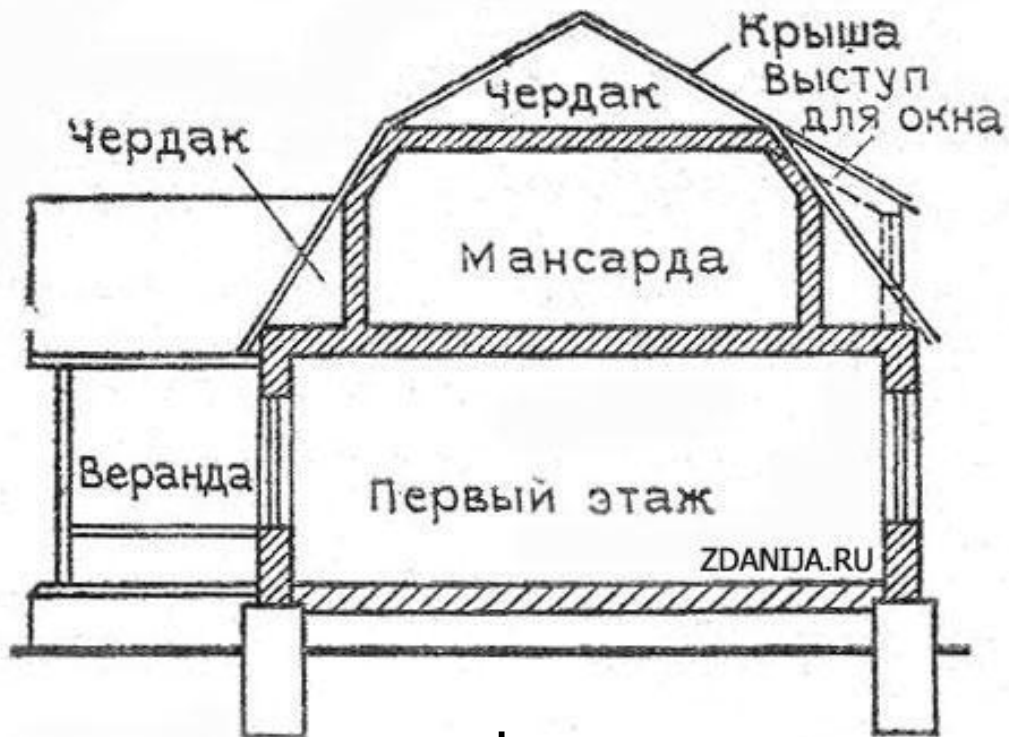 Крыша
Выступ
для окна
Чердак
Чердак
Мансарда
Веранда
Первый этаж
ZDANIJA.RU